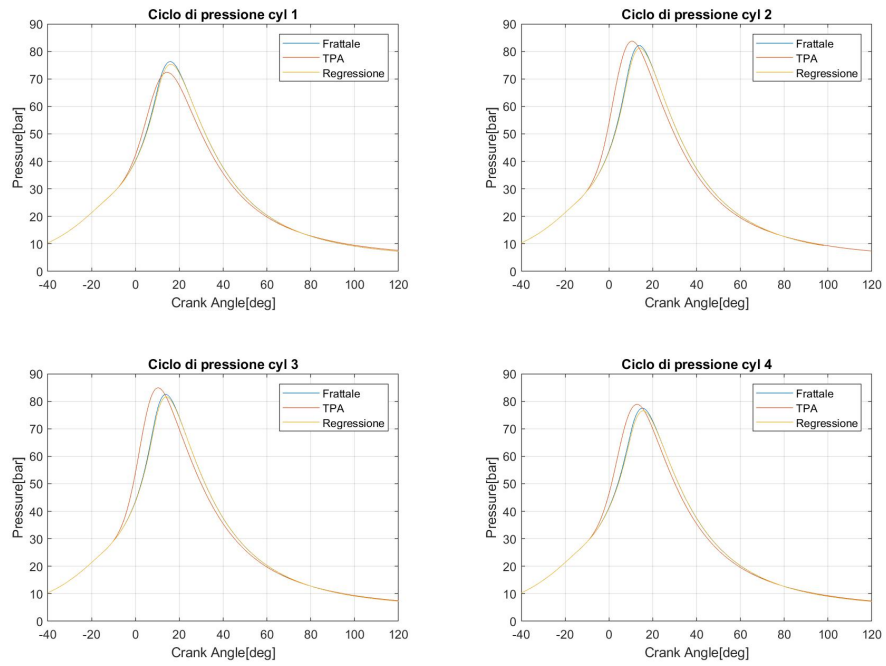 Ciclo di pressione cyl 1
90
80
70
60
50
40
30
20
10
0
Pressure[bar]
Frattale
TPA
Regressione
-40 -20 0 20 40 60 80 100 120
Crank Angle[deg]
Ciclo di pressione cyl 2
90
80
70
60
50
40
30
20
10
0
Pressure[bar]
Frattale
TPA
Regressione
-40 -20 0 20 40 60 80 100 120
Crank Angle[deg]
Ciclo di pressione cyl 3
90
80
70
60
50
40
30
20
10
0
Pressure[bar]
Frattale
TPA
Regressione
-40 -20 0 20 40 60 80 100 120
Crank Angle[deg]
Ciclo di pressione cyl 4
90
80
70
60
50
40
30
20
10
0
Pressure[bar]
Frattale
TPA
Regressione
-40 -20 0 20 40 60 80 100 120
Crank Angle[deg]